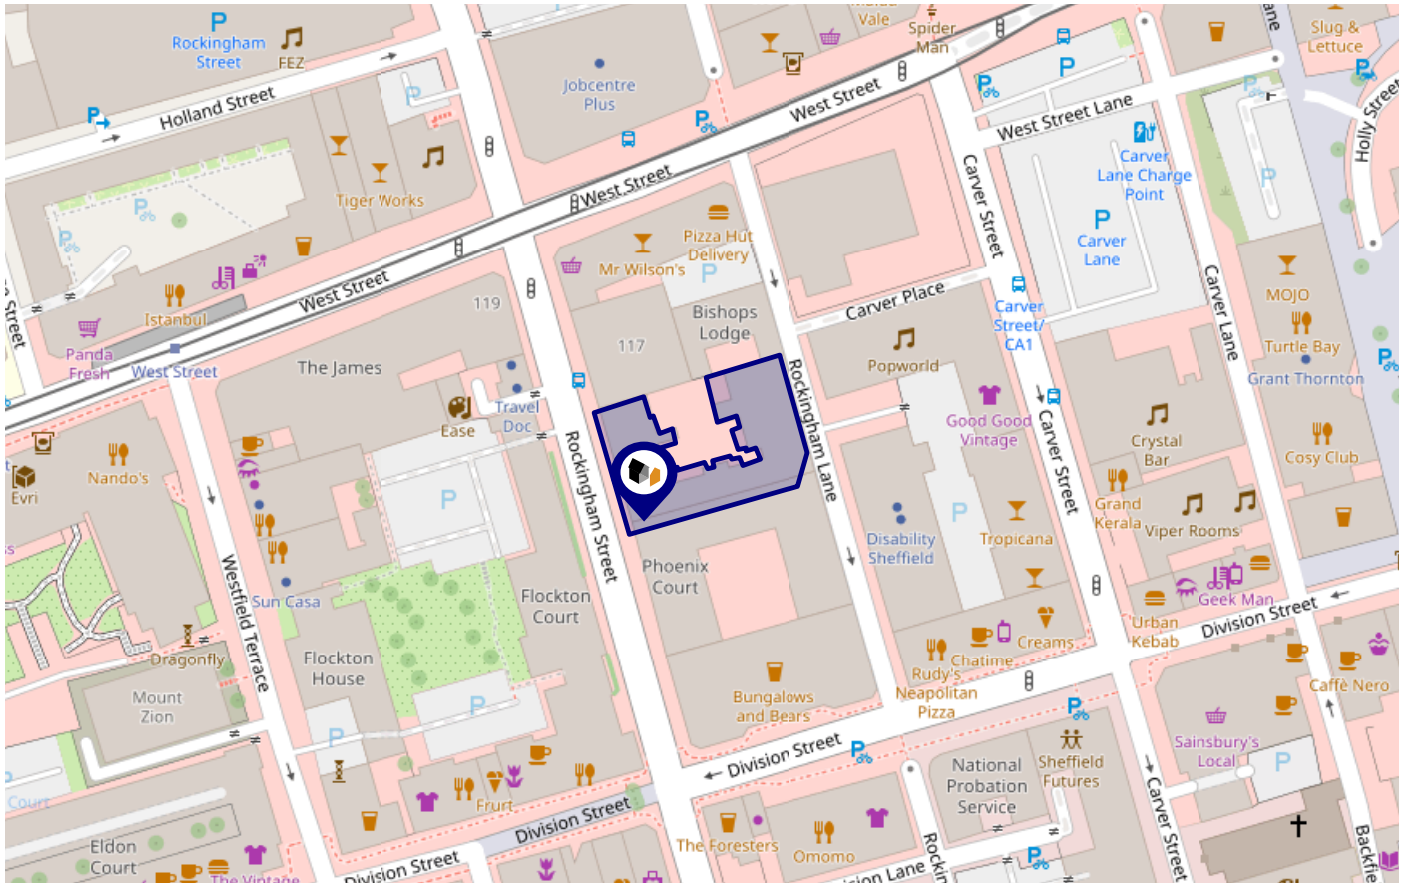 Rockingham
Street
FEZ
Holland Street
Tiger Works
Jobcentre
Plus
Vale
Spider
Man
Slug &
Lettuce
Lane
West Street
West Street
West Street
West Street Lane
Holly Street
Carver
Lane Charge
Point
Carver
Lane
Carver Street
Carver Lane
Pizza Hut
Delivery
Mr Wilson's
Bishops
Lodge
117
119
Carver Place
Carver
Street/
CA1
Popworld
MOJO
Turtle Bay
Grant Thornton
Istanbul
Panda
Fresh
West Street
Street
The James
Travel
Doc
Ease
Rockingham Lane
Good Good
Vintage
Carver Street
Crystal
Bar
Cosy Club
Evri
Nando's
Rockingham Street
Grand
Kerala
Viper Rooms
Tropicana
Disability
Sheffield
Phoenix
Court
Flockton
Court
Sun Casa
Westfield Terrace
Geek Man
Urban
Kebab
Division Street
Creams
Chatime
Rudy's
Neapolitan
Pizza
Dragonfly
Flockton
House
Mount
Zion
Bungalows
and Bears
Caffè Nero
Sainsbury's
Local
Division Street
Sheffield
Futures
National
Probation
Service
Frurt
Division Street
Court
Eldon
Court
The Vintage
Division Street
The Foresters
Omomo
Carver Street